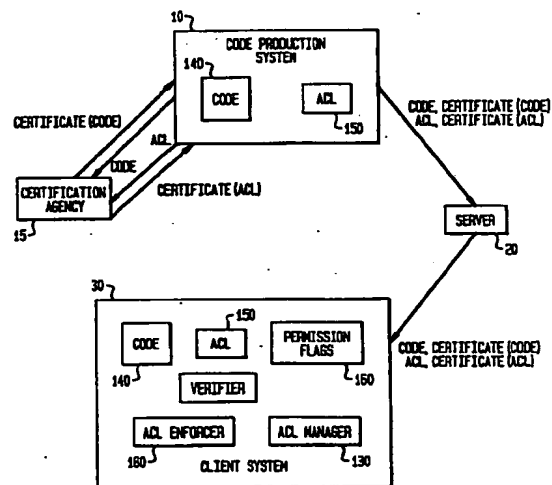 10
CODE PRODUCTION
SYSTEM
140
CODE
ACL
150
CERTIFICATE (CODE)
ACL
CODE
CERTIFICATE (ACL)
CERTIFICATION
AGENCY
15
CODE, CERTIFICATE (CODE)
ACL, CERTIFICATE (ACL)
SERVER
20
CODE, CERTIFICATE (CODE)
ACL, CERTIFICATE (ACL)
30
CODE
140
150
ACL
PERMISSION
FLAGS
160
VERIFIER
ACL ENFORCER
180
ACL MANAGER
130
CLIENT SYSTEM